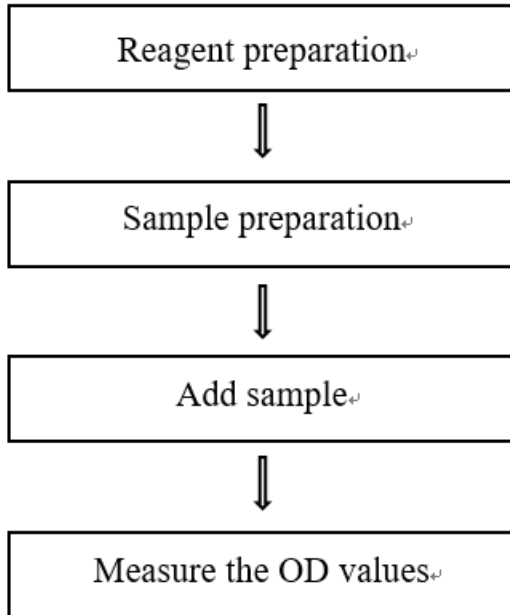 Reagent preparation
Sample preparation
Add sample
Measure the OD values